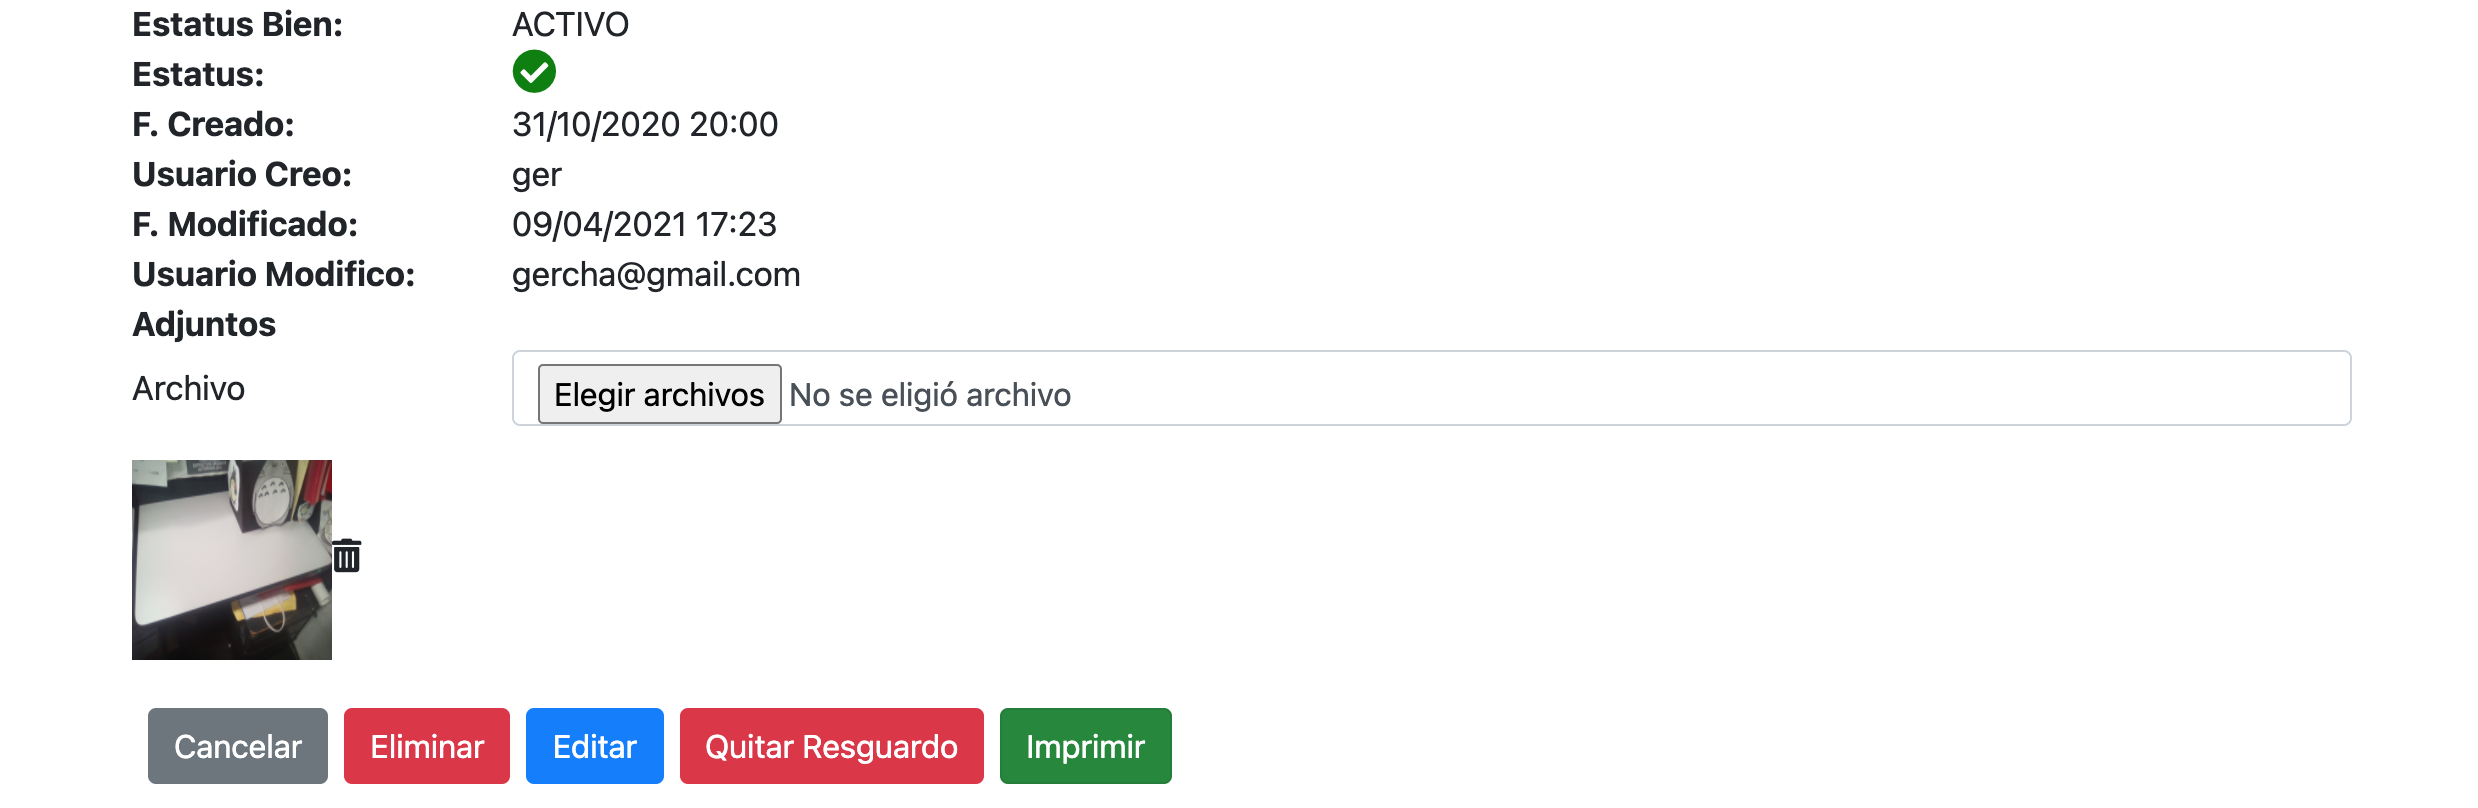 Estatus Bien: ACTIVO
Estatus:
F. Creado: 31/10/2020 20:00
Usuario Creo: ger
F. Modificado: 09/04/2021 17:23
Usuario Modifico: gercha@gmail.com
Adjuntos
Archivo Elegir archivos No se eligió archivo
Cancelar Eliminar Editar Quitar Resguardo Imprimir